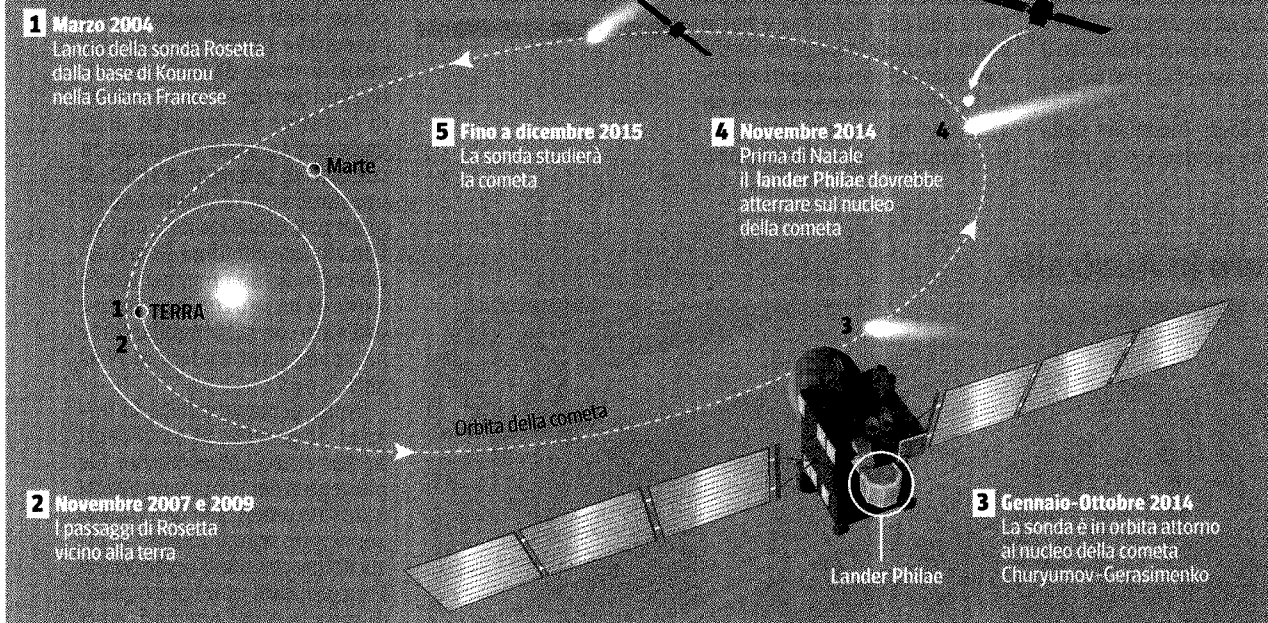 1 Marzo 2004
Lancio della sonda Rosetta
dalla base di Kourou
nella Guiana Francese
5 Fino a dicembre 2015
La sonda studierà
la cometa
4 Novembre 2014
Prima di Natale
il lander Philae dovrebbe
atterrare sul nucleo
della cometa
4
Marte
1
TERRA
2
3
Orbita della cometa
2 Novembre 2007 e 2009
I passaggi di Rosetta
vicino alla terra
Lander Philae
3 Gennaio-Ottobre 2014
La sonda è in orbita attorno
al nucleo della cometa
Churyumov-Gerasimenko